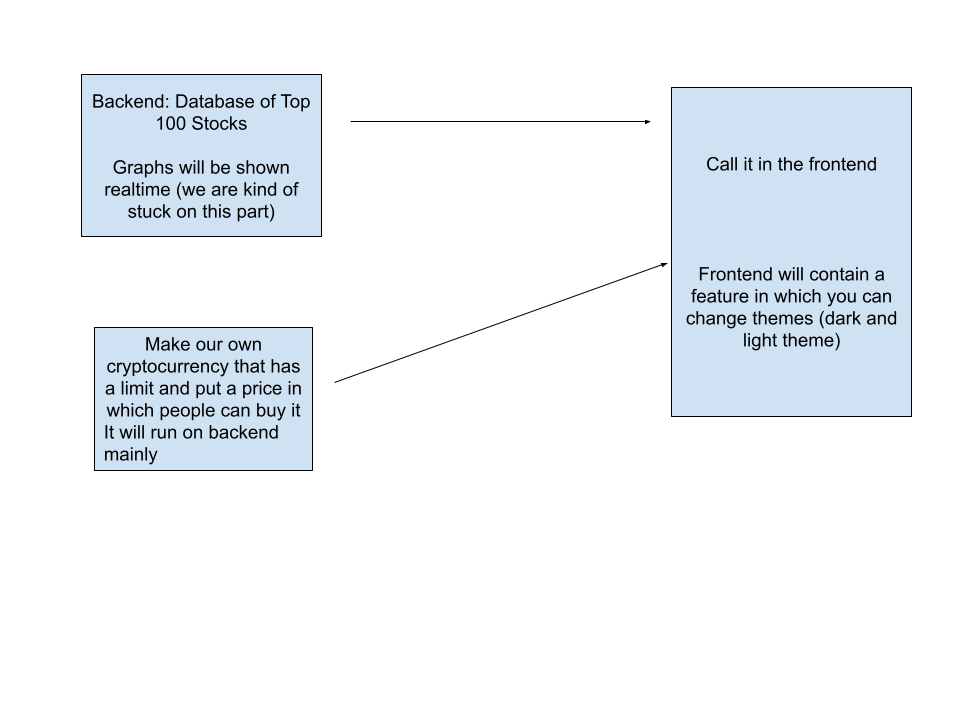 Backend: Database of Top
100 Stocks
Graphs will be shown
realtime (we are kind of
stuck on this part)
Make our own
cryptocurrency that has
a limit and put a price in
which people can buy it
It will run on backend
mainly
Call it in the frontend
Frontend will contain a
feature in which you can
change themes (dark and
light theme)